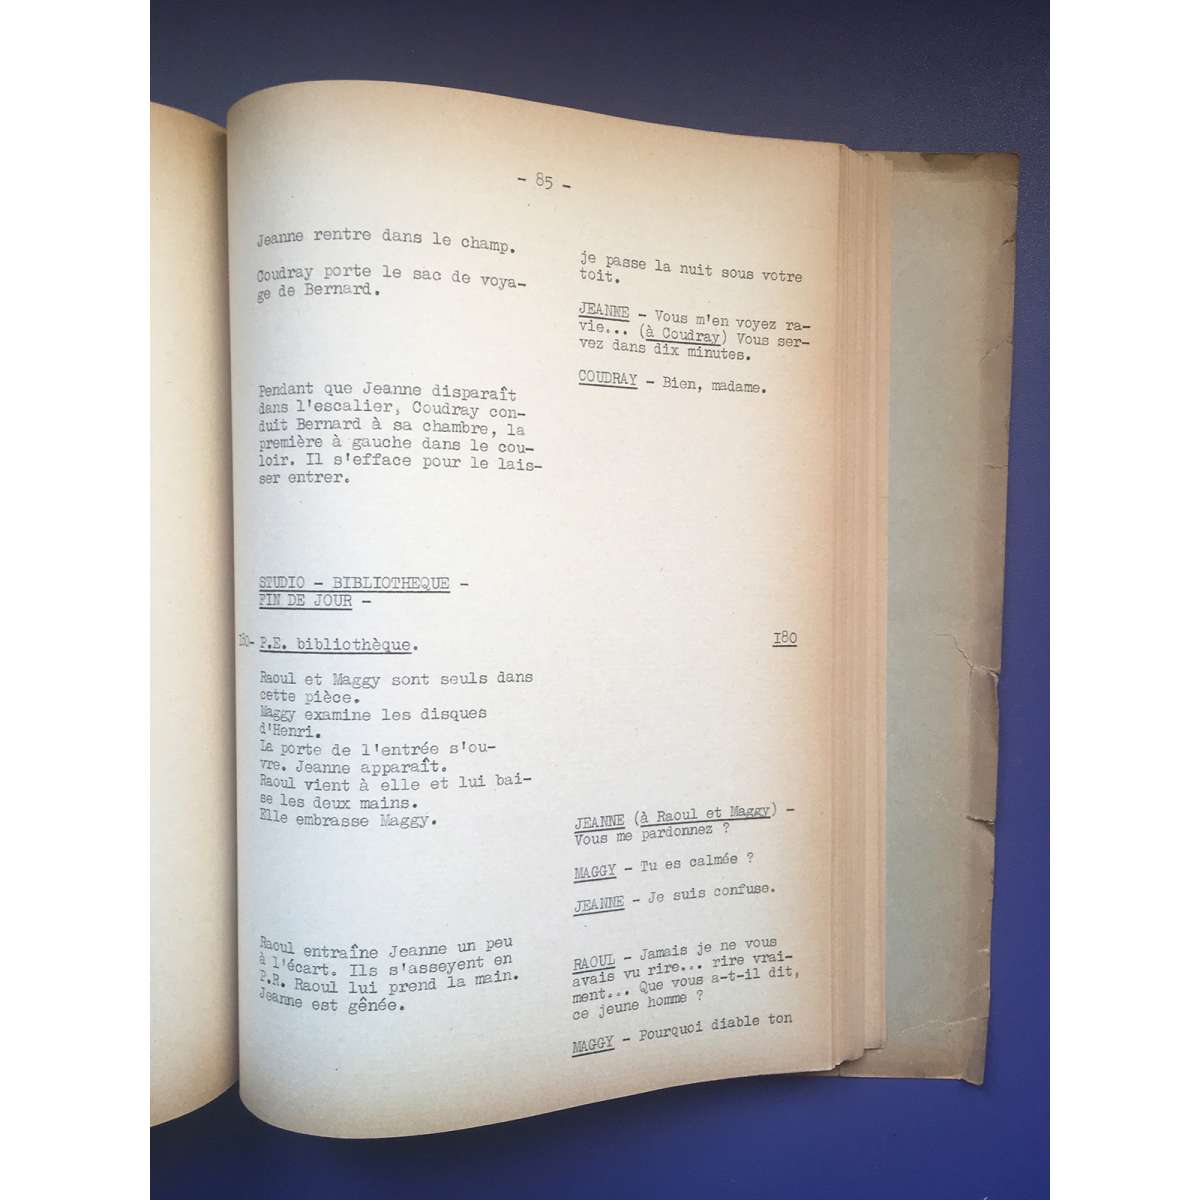 - 85 -
Jeanne rentre dans le champ.
Coudray porte le sac de voya-
ge de Bernard.
je passe la nuit sous votre
toit.
JEANNE - Vous m'en voyez ra-
vie... (à Coudray) Vous ser-
vez dans dix minutes.
COUDRAY - Bien, madame.
Pendant que Jeanne disparaît
dans l'escalier, Coudray con-
duit Bernard à sa chambre, la
première à gauche dans le cou-
loir. Il s'efface pour le lais-
ser entrer.
STUDIO - BIBLIOTHEQUE -
FIN DE JOUR -
180- P.E. bibliothèque. 180
Raoul et Maggy sont seuls dans
cette pièce.
Maggy examine les disques
d'Henri.
La porte de l'entrée s'ou-
vre. Jeanne apparaît.
Raoul vient à elle et lui bai-
se les deux mains.
Elle embrasse Maggy.
JEANNE (à Raoul et Maggy) -
Vous me pardonnez ?
MAGGY - Tu es calmée ?
JEANNE - Je suis confuse.
Raoul entraîne Jeanne un peu
à l'écart. Ils s'asseyent en
P.R. Raoul lui prend la main.
Jeanne est gênée.
RAOUL - Jamais je ne vous
avais vu rire... rire vrai-
ment... Que vous a-t-il dit,
ce jeune homme ?
MAGGY - Pourquoi diable ton